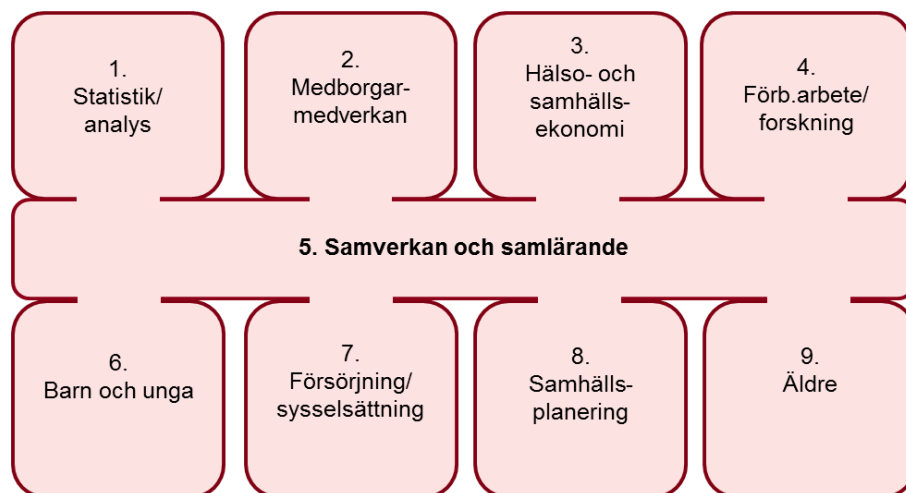 1.
Statistik/
analys
2.
Medborgar-
medverkan
3.
Hälso- och
samhälls-
ekonomi
4.
Förb.arbete/
forskning
5. Samverkan och samlärande
6.
Barn och unga
7.
Försörjning/
sysselsättning
8.
Samhälls-
planering
9.
Äldre